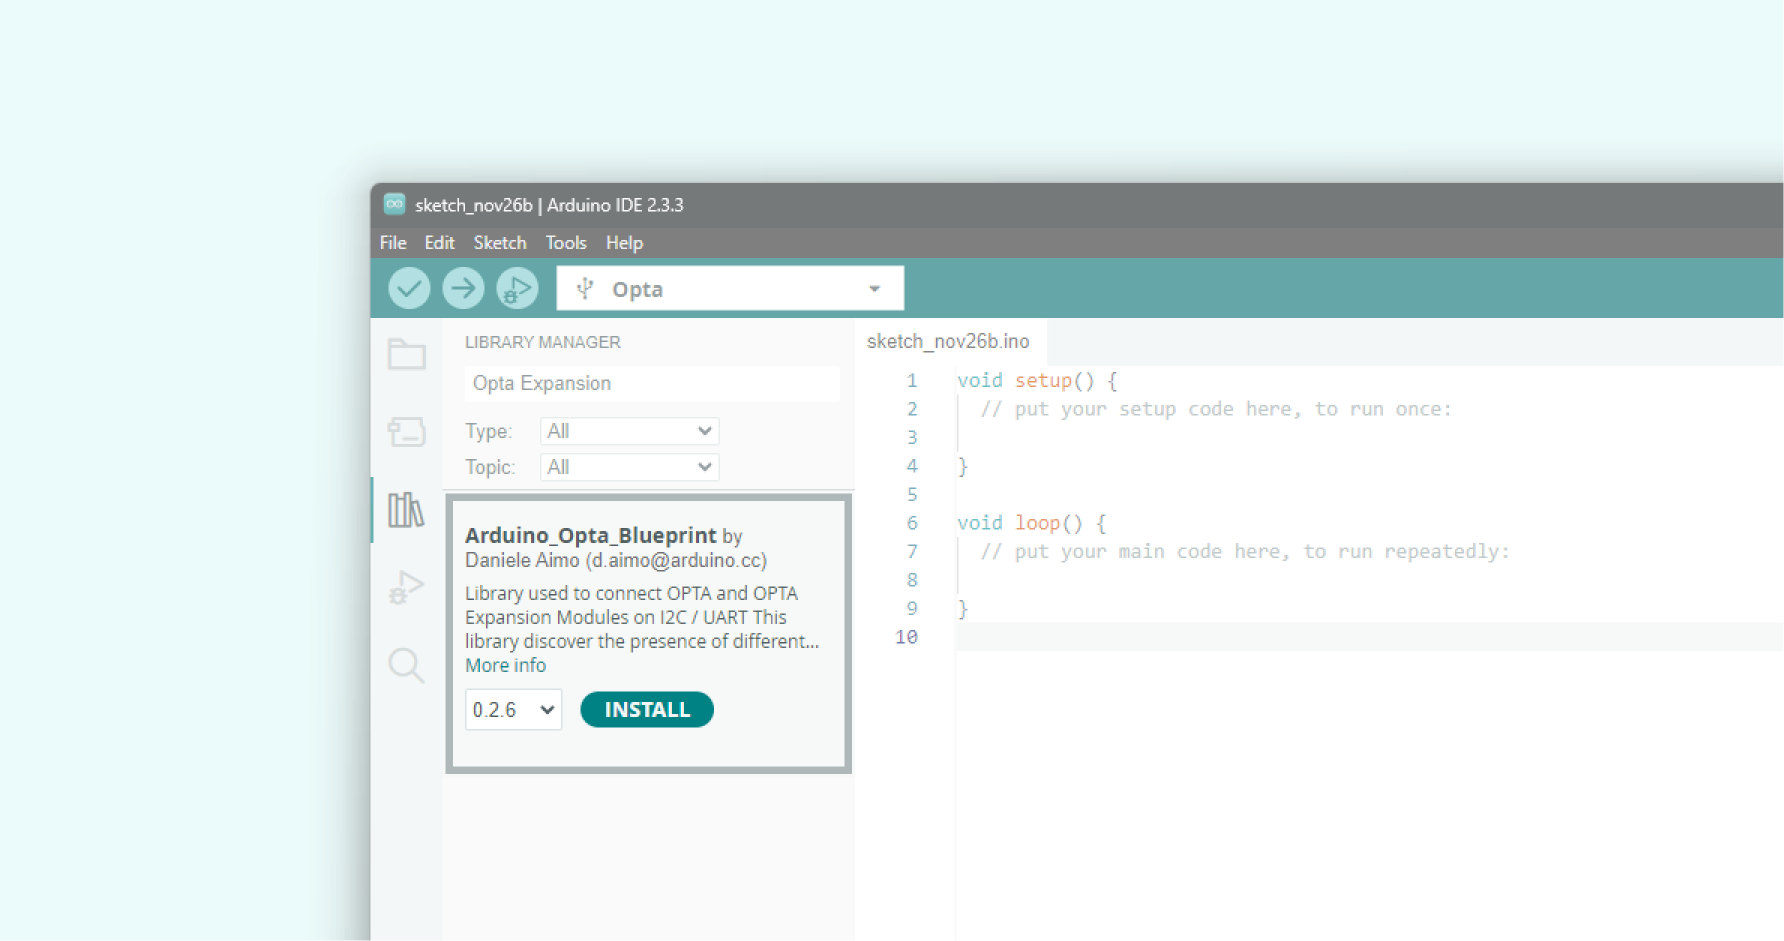 sketch_nov26b | Arduino IDE 2.3.3
File Edit Sketch Tools Help
Opta
LIBRARY MANAGER
Opta Expansion
Type: All
Topic: All
Arduino_Opta_Blueprint by
Daniele Aimo (d.aimo@arduino.cc)
Library used to connect OPTA and OPTA
Expansion Modules on I2C / UART This
library discover the presence of different...
More info
0.2.6 INSTALL
sketch_nov26b.ino
1 void setup() {
2 // put your setup code here, to run once:
3
4 }
5
6 void loop() {
7 // put your main code here, to run repeatedly:
8
9 }
10